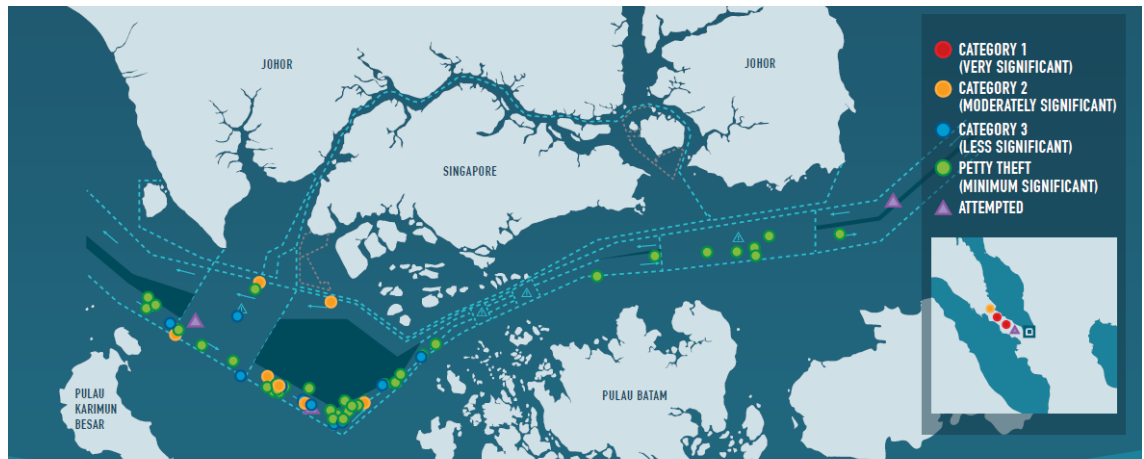 JOHOR
JOHOR
SINGAPORE
PULAU
KARIMUN
BESAR
PULAU BATAM
CATEGORY 1
(VERY SIGNIFICANT)
CATEGORY 2
(MODERATELY SIGNIFICANT)
CATEGORY 3
(LESS SIGNIFICANT)
PETTY THEFT
(MINIMUM SIGNIFICANT)
ATTEMPTED